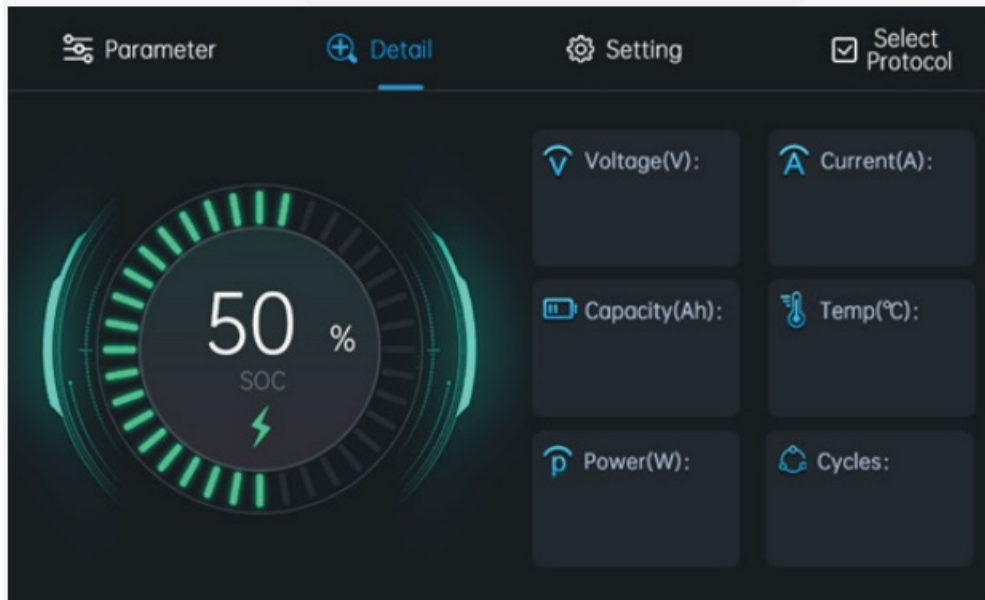 Parameter
Detail
Setting
Select
Protocol
50 %
SOC
Voltage(V):
Current(A):
Capacity(Ah):
Temp(℃):
Power(W):
Cycles: